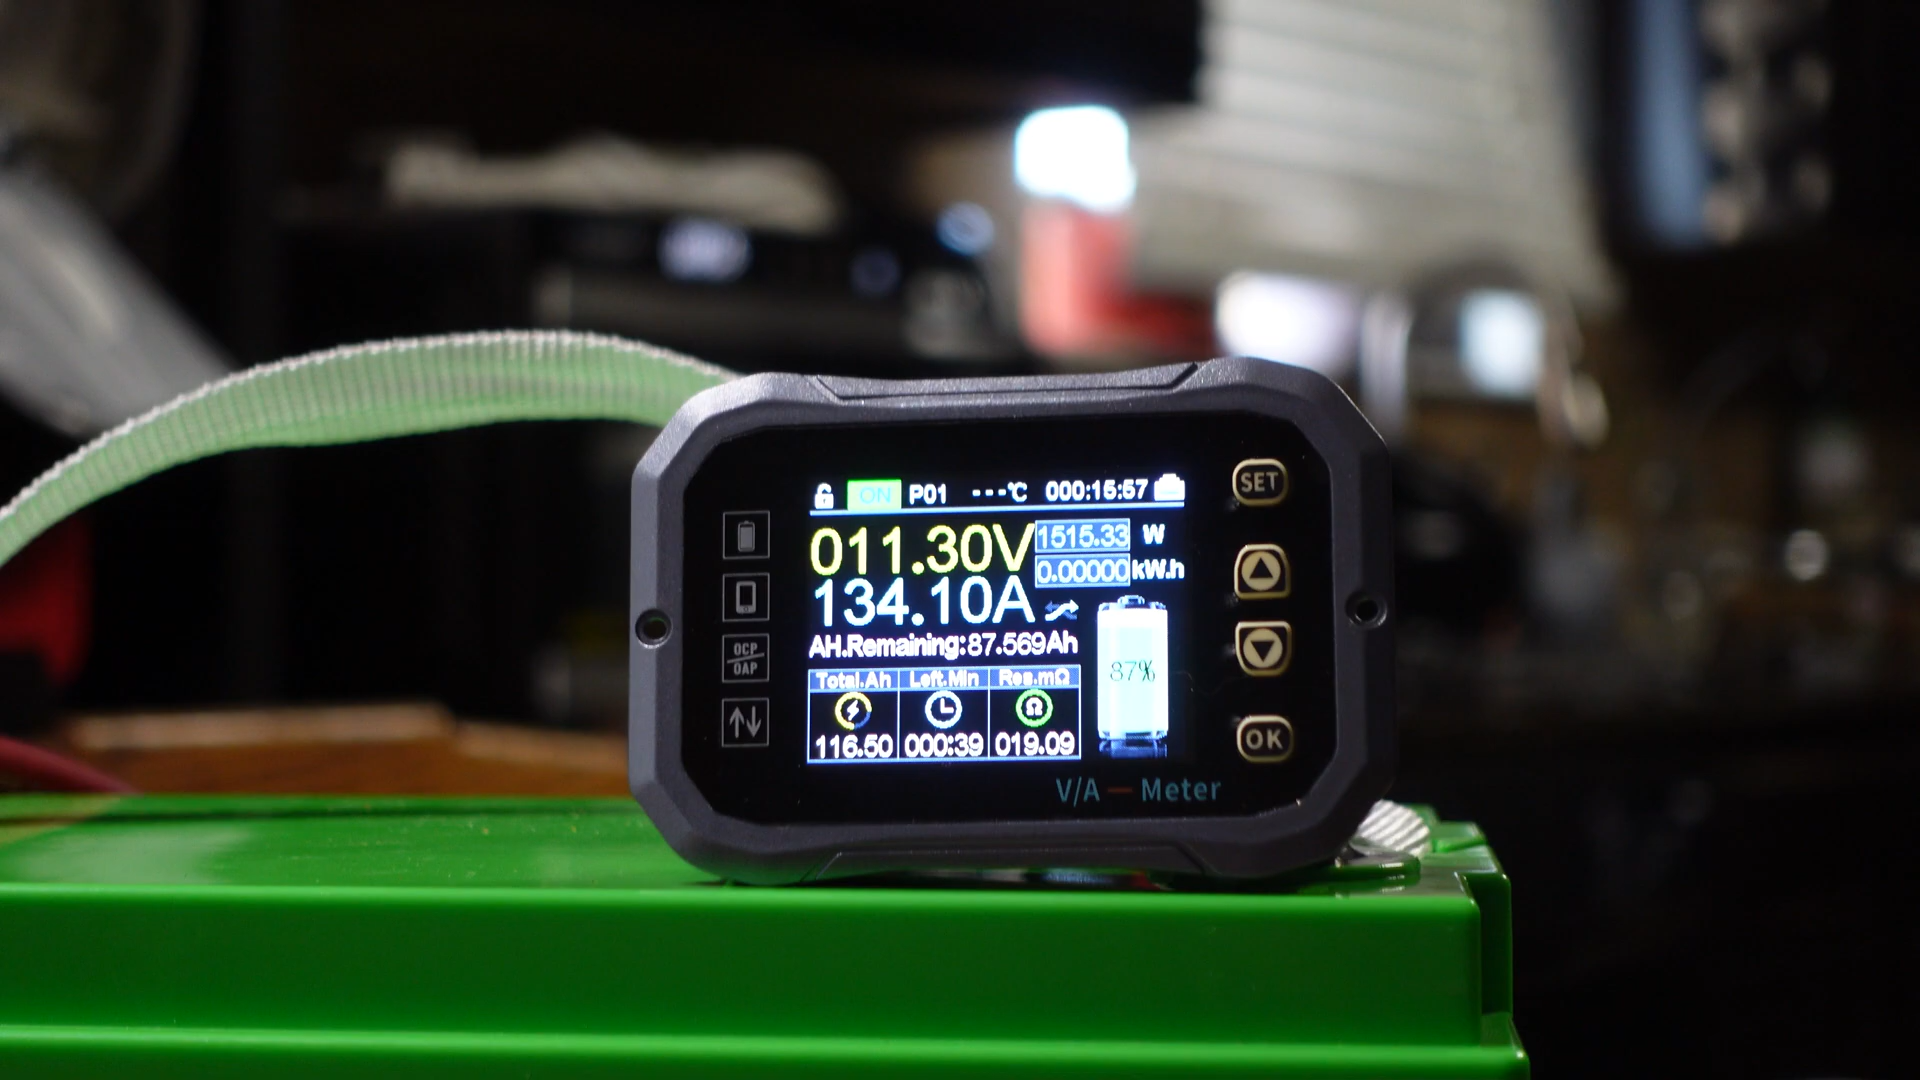 ON P01 ---℃ 000:15:57
011.30V 1515.33 W
0.00000 kW.h
134.10A
AH.Remaining:87.569Ah
87%
Total.Ah Left.Min Res.mΩ
Ω
116.50 000:39 019.09
OCP
OAP
SET
OK
V/A — Meter